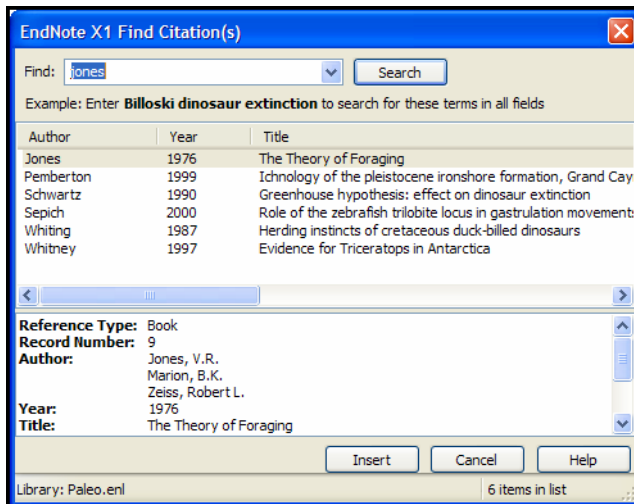 EndNote X1 Find Citation(s)
Find: jones Search
Example: Enter Billoski dinosaur extinction to search for these terms in all fields
Author Year Title
Jones 1976 The Theory of Foraging
Pemberton 1999 Ichnology of the pleistocene ironshore formation, Grand Cay
Schwartz 1990 Greenhouse hypothesis: effect on dinosaur extinction
Sepich 2000 Role of the zebrafish trilobite locus in gastrulation movements
Whiting 1987 Herding instincts of cretaceous duck-billed dinosaurs
Whitney 1997 Evidence for Triceratops in Antarctica
Reference Type: Book
Record Number: 9
Author: Jones, V.R.
Marion, B.K.
Zeiss, Robert L.
Year: 1976
Title: The Theory of Foraging
Insert Cancel Help
Library: Paleo.enl 6 items in list